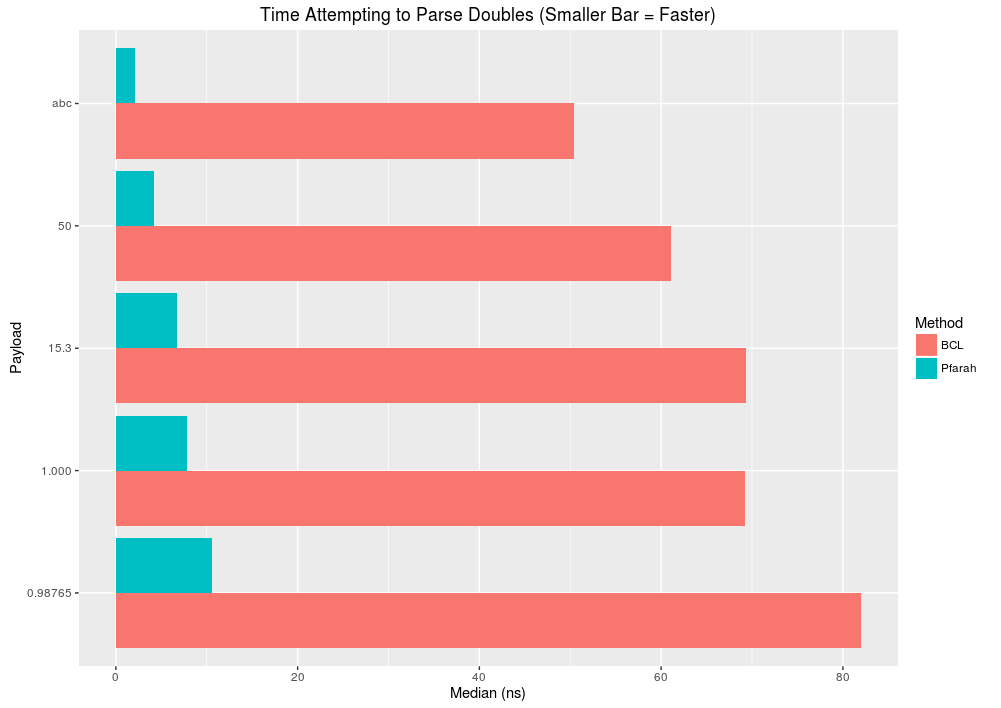 Time Attempting to Parse Doubles (Smaller Bar = Faster)
Payload
abc
50
15.3
1.000
0.98765
0
20
40
60
80
Median (ns)
Method
BCL
Pfarah